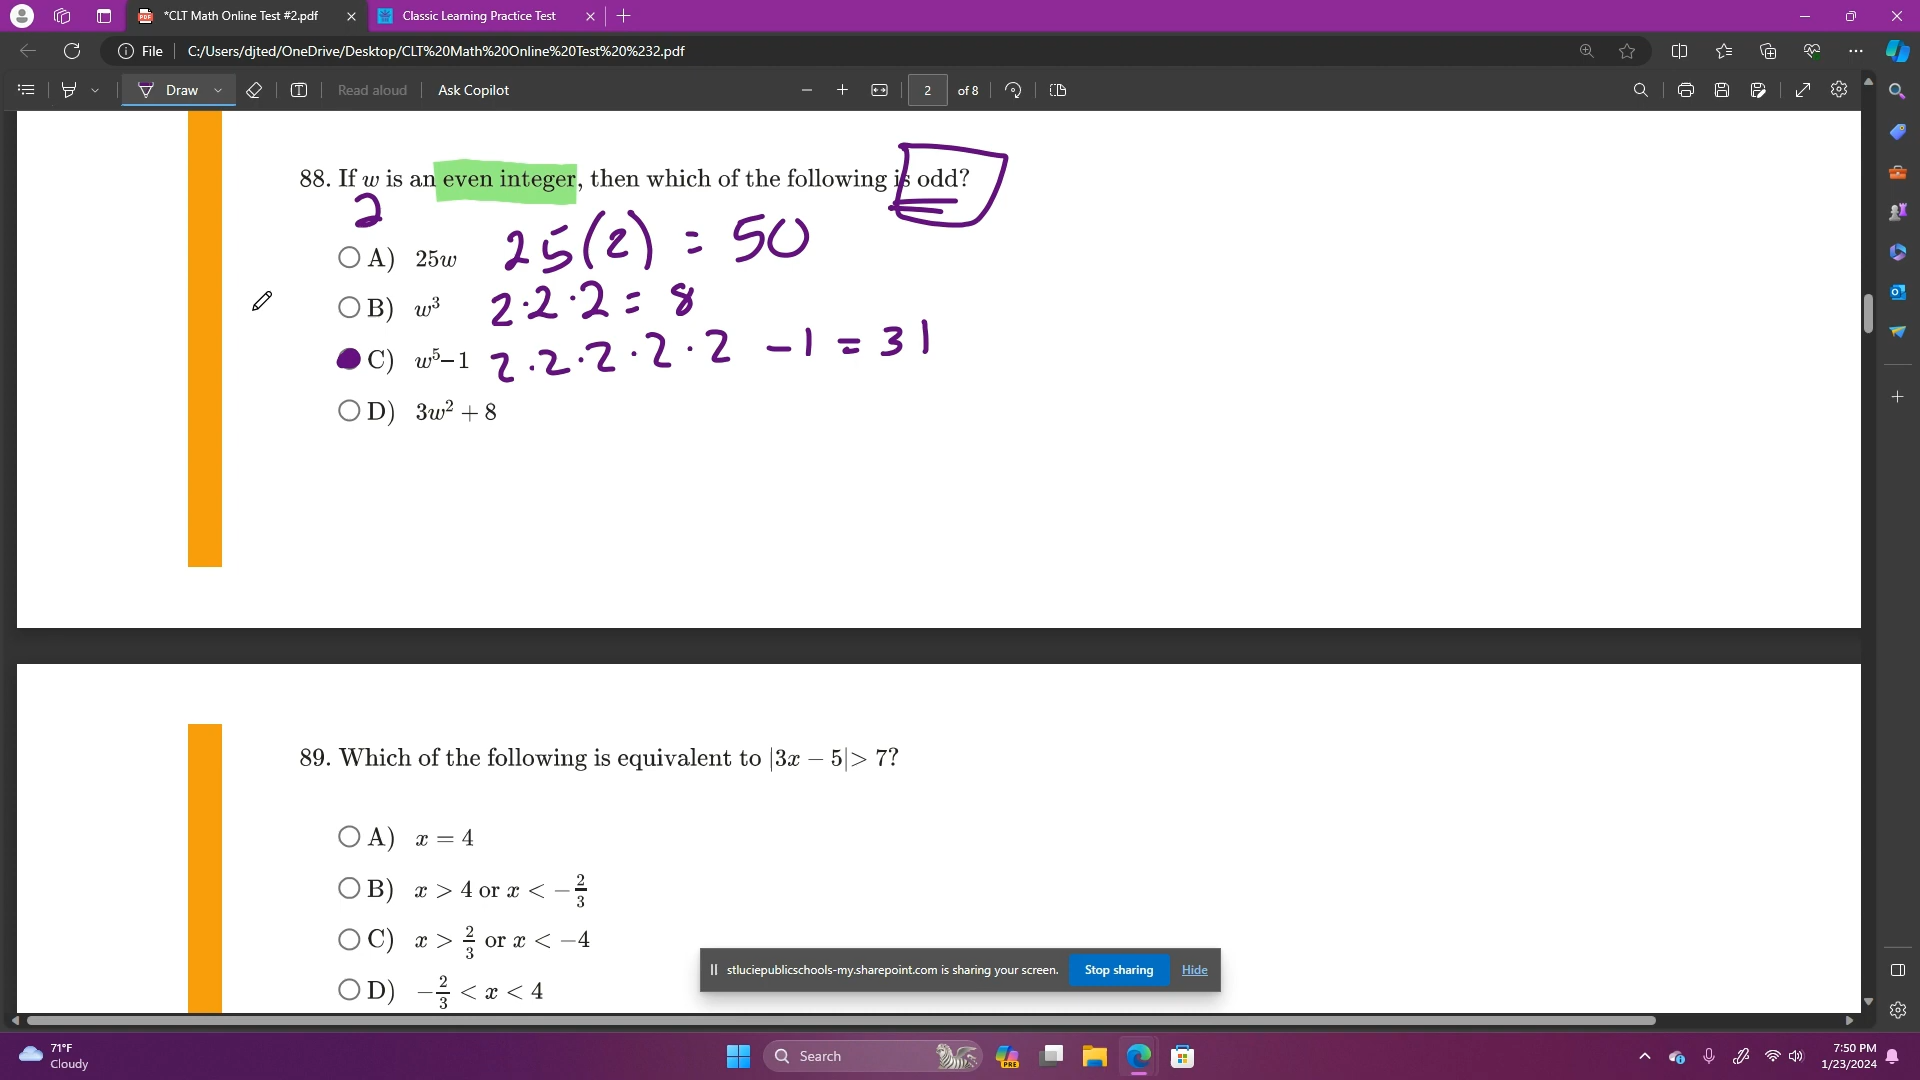 *CLT Math Online Test #2.pdf
Classic Learning Practice Test
File
C:/Users/djted/OneDrive/Desktop/CLT%20Math%20Online%20Test%20%232.pdf
Draw
Read aloud
Ask Copilot
2 of 8
88. If w is an even integer, then which of the following is odd?
2
A) 25w 25(2) = 50
B) w³ 2·2·2 = 8
C) w⁵–1 2·2·2·2·2 -1 = 31
D) 3w² + 8
89. Which of the following is equivalent to |3x − 5|> 7?
A) x = 4
B) x > 4 or x < −2/3
C) x > 2/3 or x < −4
D) −2/3 < x < 4
stluciepublicschools-my.sharepoint.com is sharing your screen. Stop sharing Hide
71°F
Cloudy
Search
PRE
7:50 PM
1/23/2024